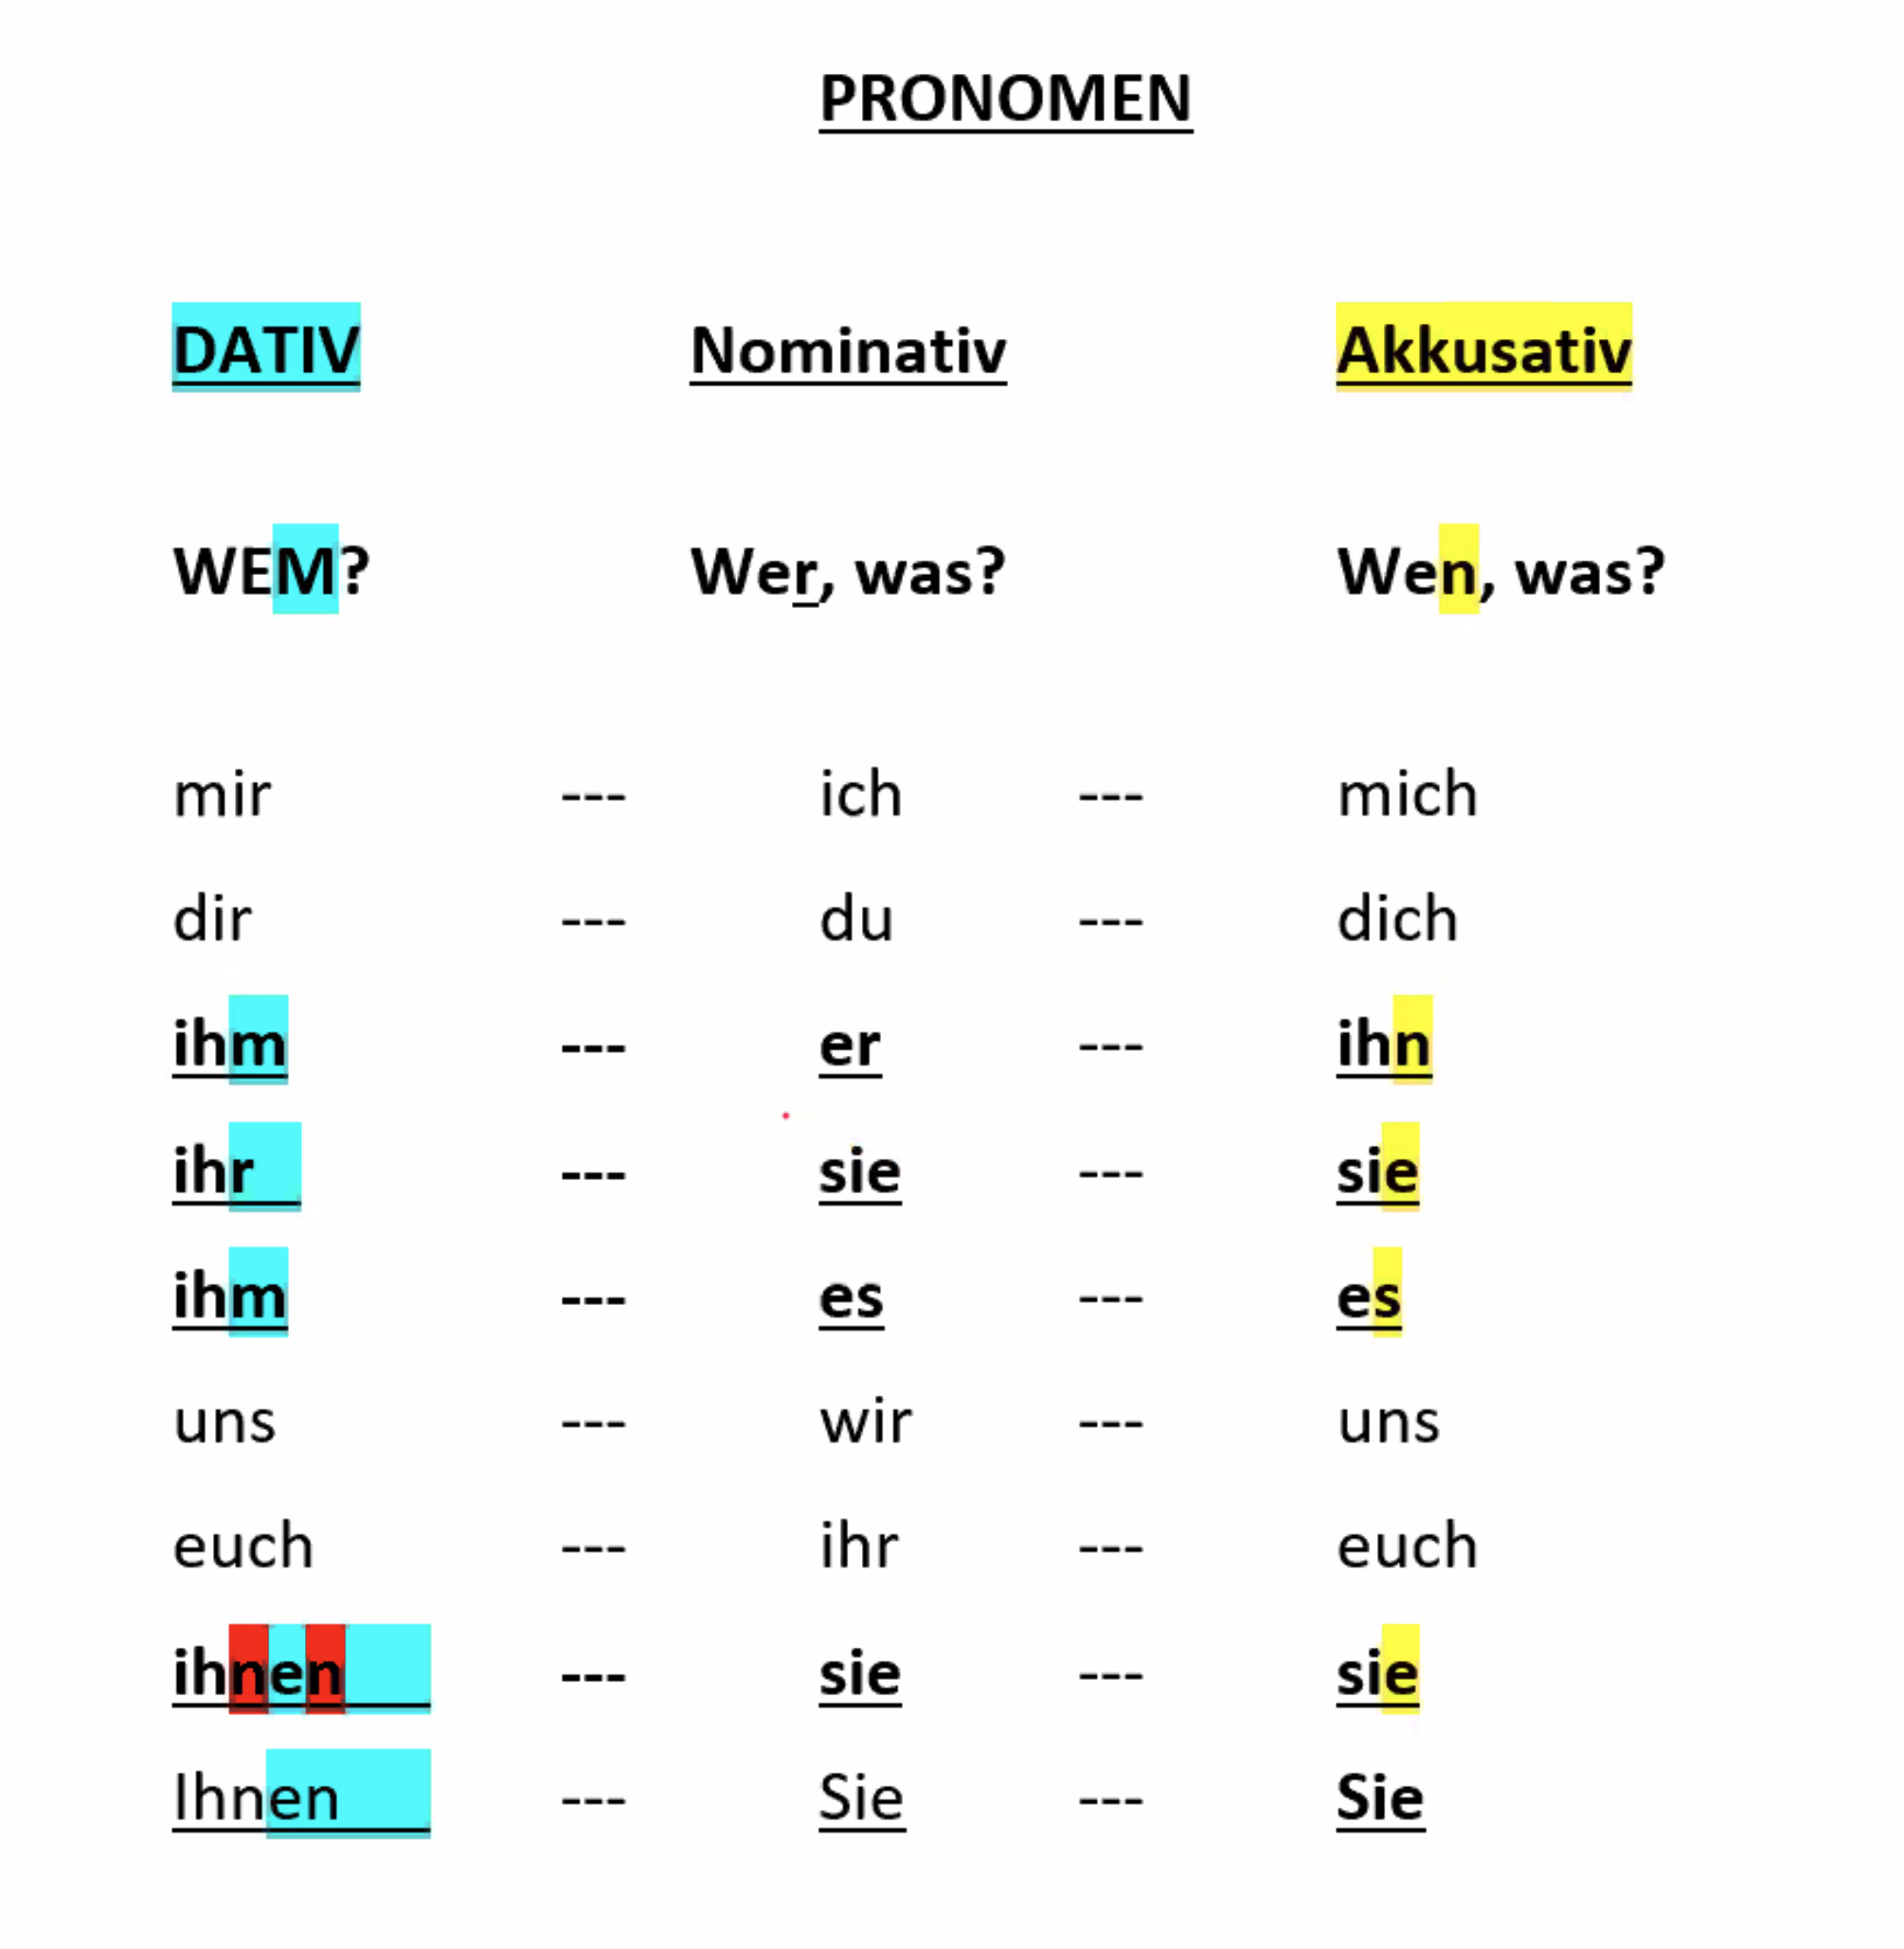 PRONOMEN
DATIV Nominativ Akkusativ
WEM? Wer, was? Wen, was?
mir --- ich --- mich
dir --- du --- dich
ihm --- er --- ihn
ihr --- sie --- sie
ihm --- es --- es
uns --- wir --- uns
euch --- ihr --- euch
ihnen --- sie --- sie
Ihnen --- Sie --- Sie